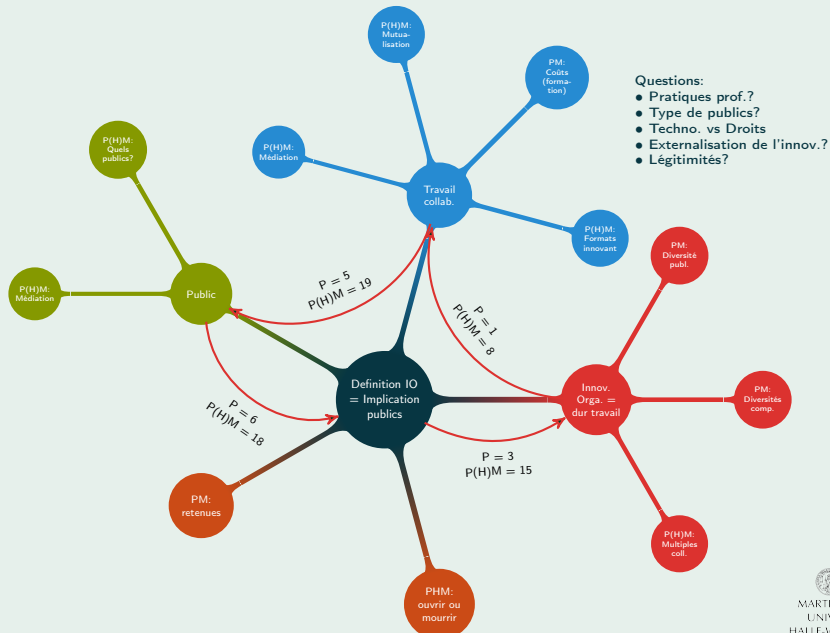 P(H)M:
Mutua-
lisation
PM:
Coûts
(forma-
tion)
Questions:
• Pratiques prof.?
• Type de publics?
• Techno. vs Droits
• Externalisation de l'innov.?
• Légitimités?
P(H)M:
Quels
publics?
P(H)M:
Médiation
Travail
collab.
P(H)M:
Formats
innovant
PM:
Diversité
publ.
P(H)M:
Médiation
Public
P = 5
P(H)M = 19
P = 1
P(H)M = 8
Definition IO
= Implication
publics
Innov.
Orga. =
dur travail
PM:
Diversités
comp.
P = 6
P(H)M = 18
P = 3
P(H)M = 15
PM:
retenues
P(H)M:
Multiples
coll.
PHM:
ouvrir ou
mourrir
MART
UNIV
HALLE-W